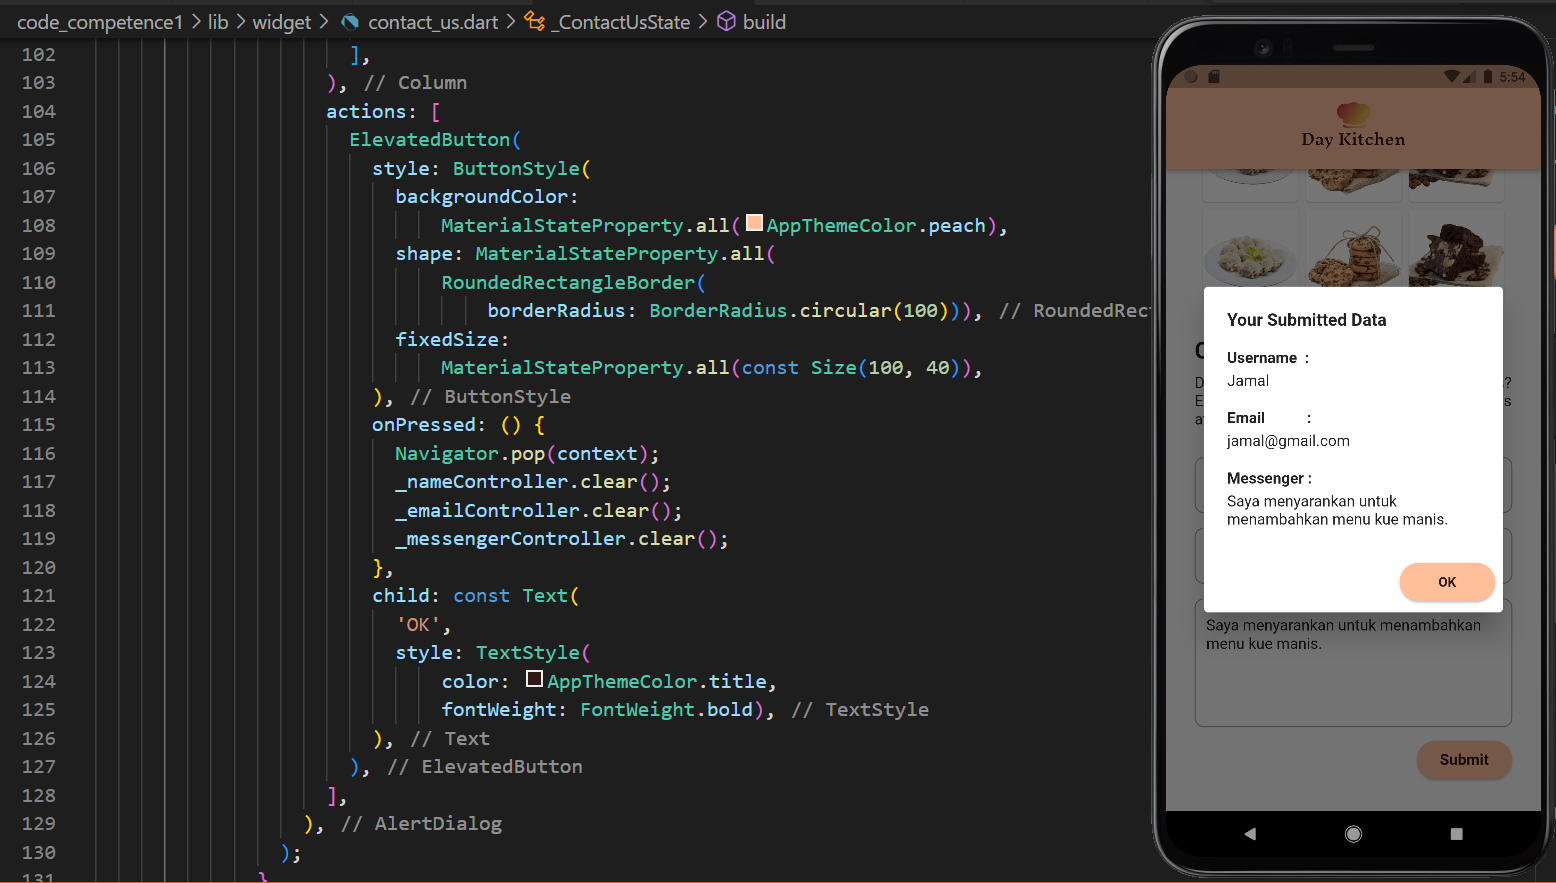 code_competence1 > lib > widget > contact_us.dart > _ContactUsState > build
102 ],
103 ), // Column
104 actions: [
105 ElevatedButton(
106 style: ButtonStyle(
107 backgroundColor:
108 MaterialStateProperty.all(AppThemeColor.peach),
109 shape: MaterialStateProperty.all(
110 RoundedRectangleBorder(
111 borderRadius: BorderRadius.circular(100))), // RoundedRect
112 fixedSize:
113 MaterialStateProperty.all(const Size(100, 40)),
114 ), // ButtonStyle
115 onPressed: () {
116 Navigator.pop(context);
117 _nameController.clear();
118 _emailController.clear();
119 _messengerController.clear();
120 },
121 child: const Text(
122 'OK',
123 style: TextStyle(
124 color: AppThemeColor.title,
125 fontWeight: FontWeight.bold), // TextStyle
126 ), // Text
127 ), // ElevatedButton
128 ],
129 ), // AlertDialog
130 );
131 }
5:54
Day Kitchen
Your Submitted Data
Username :
Jamal
Email :
jamal@gmail.com
Messenger :
Saya menyarankan untuk
menambahkan menu kue manis.
OK
Saya menyarankan untuk menambahkan
menu kue manis.
Submit